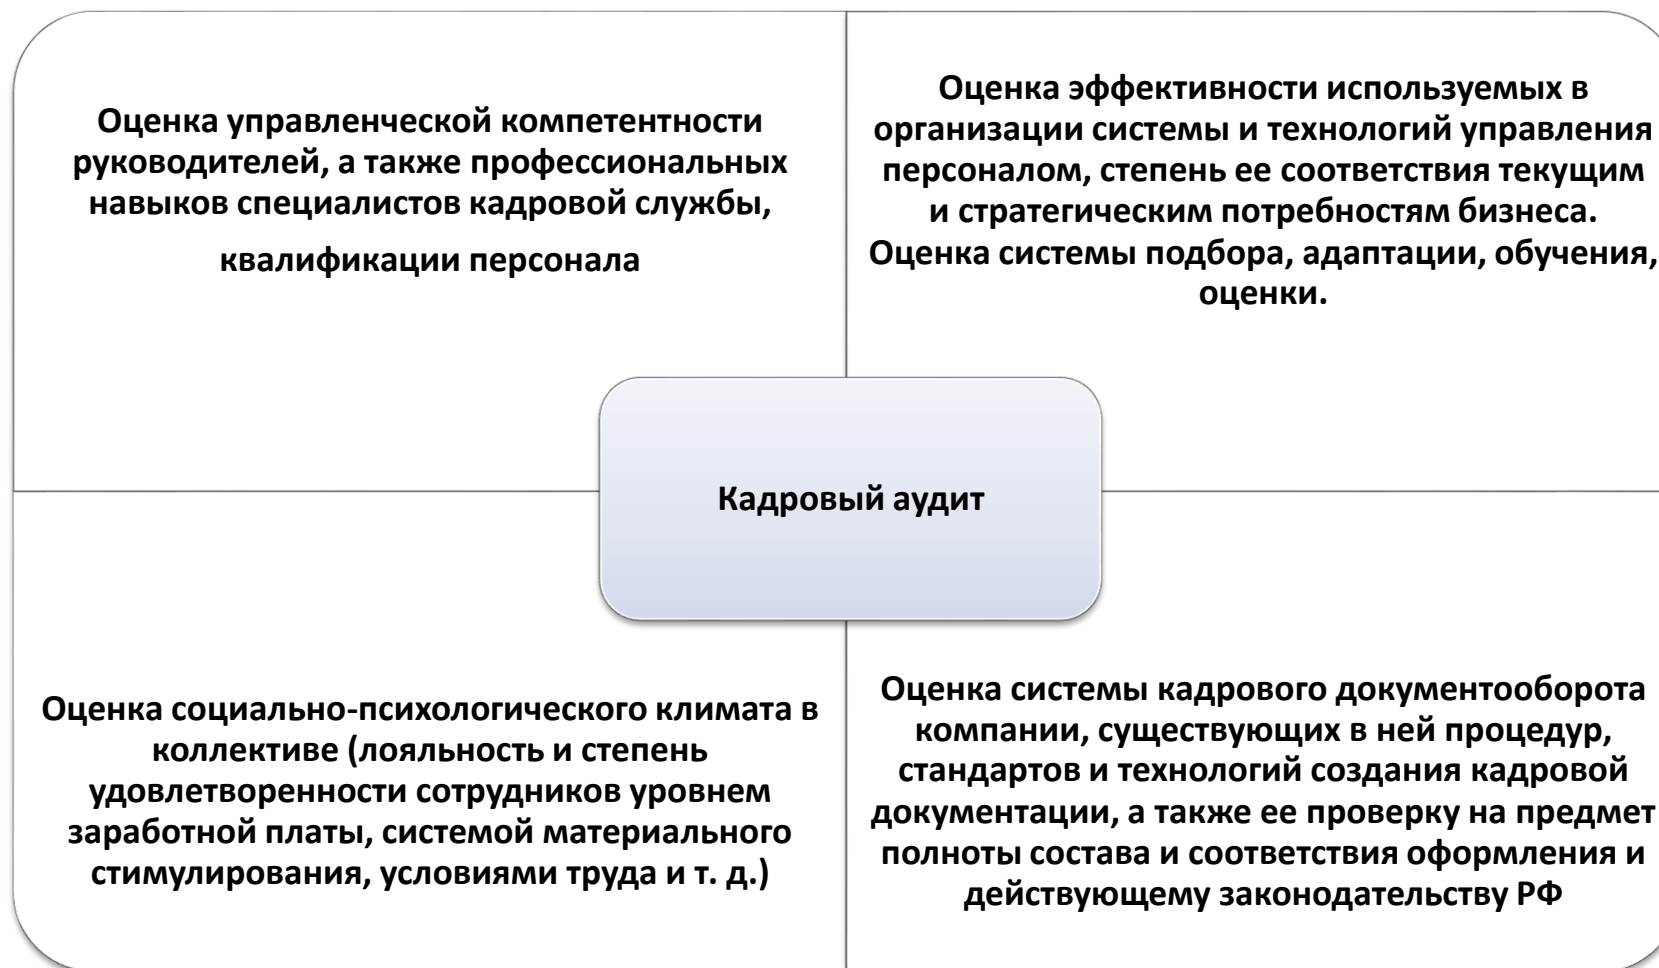 Оценка управленческой компетентности
руководителей, а также профессиональных
навыков специалистов кадровой службы,
квалификации персонала
Оценка эффективности используемых в
организации системы и технологий управления
персоналом, степень ее соответствия текущим
и стратегическим потребностям бизнеса.
Оценка системы подбора, адаптации, обучения,
оценки.
Кадровый аудит
Оценка социально-психологического климата в
коллективе (лояльность и степень
удовлетворенности сотрудников уровнем
заработной платы, системой материального
стимулирования, условиями труда и т. д.)
Оценка системы кадрового документооборота
компании, существующих в ней процедур,
стандартов и технологий создания кадровой
документации, а также ее проверку на предмет
полноты состава и соответствия оформления и
действующему законодательству РФ